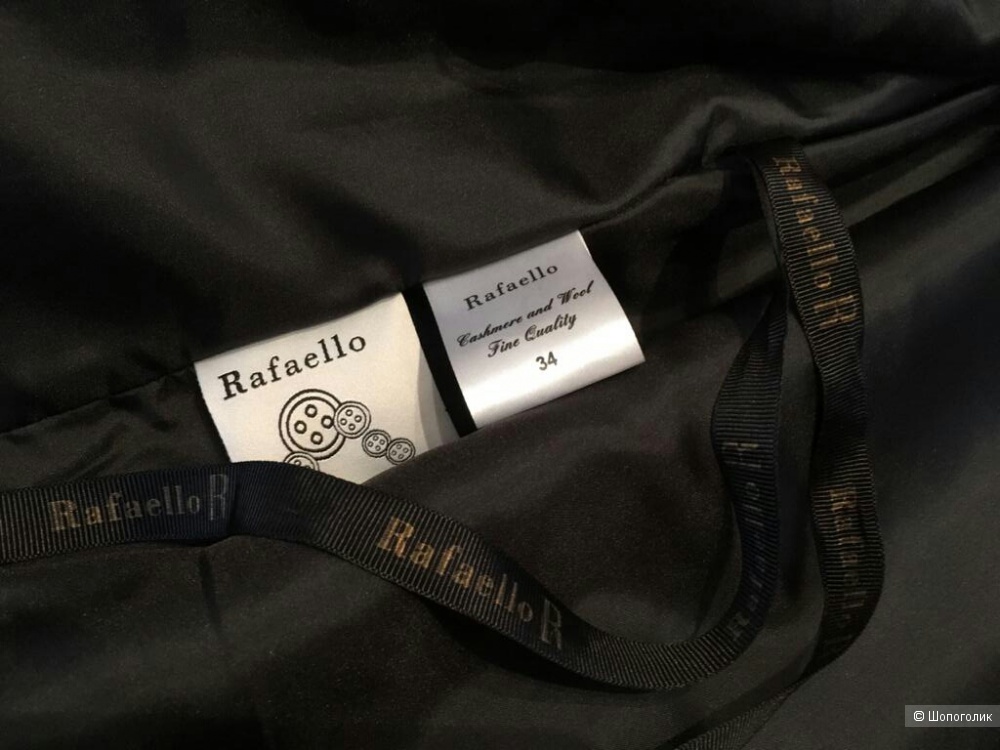 Rafaello
Rafaello
Cashmere and Wool
Fine Quality
34
Rafaello R
Rafaello R
Rafaello R
Rafaello
© Шопоголик